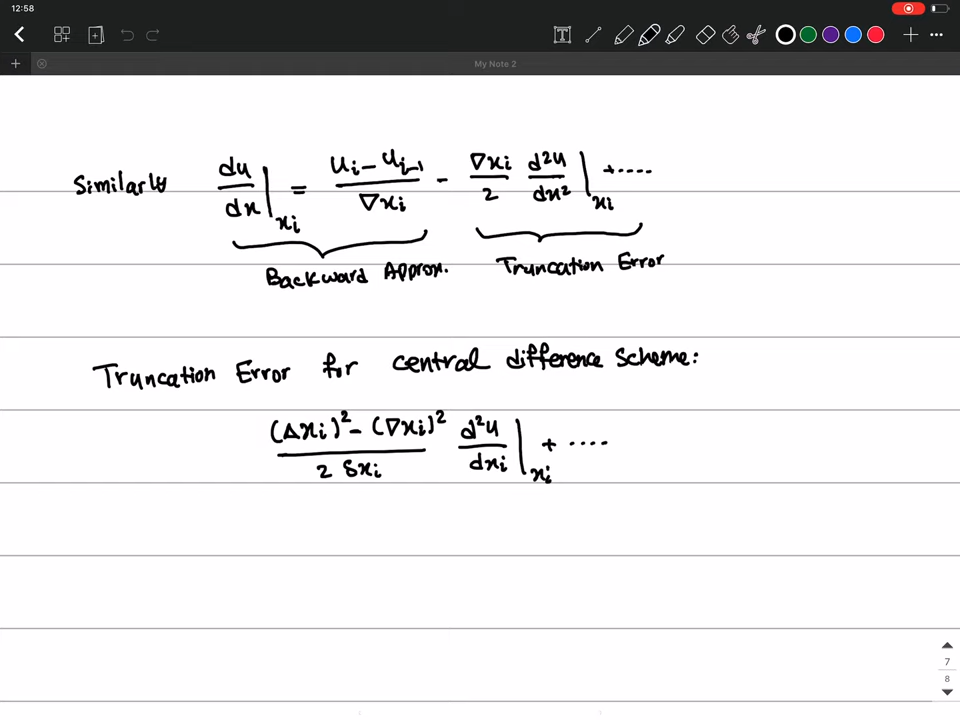 12:58
My Note 2
Similarly du/dx|xi = (ui - ui-1)/∇xi - ∇xi/2 d²u/dx²|xi + ....
Backward Approx. Truncation Error
Truncation Error for central difference scheme:
((Δxi)² - (∇xi)²)/(2 δxi) d²u/dxi|xi + ....
7
8